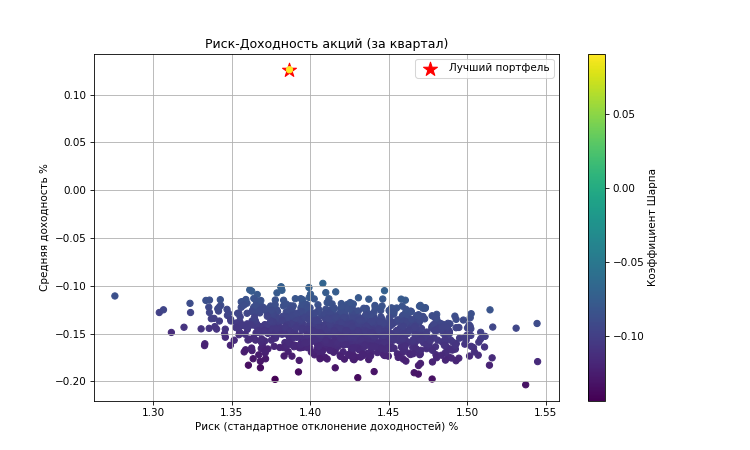 Риск-Доходность акций (за квартал)
Лучший портфель
0.10
0.05
0.00
−0.05
−0.10
−0.15
−0.20
Средняя доходность %
1.30 1.35 1.40 1.45 1.50 1.55
Риск (стандартное отклонение доходностей) %
0.05
0.00
−0.05
−0.10
Коэффициент Шарпа